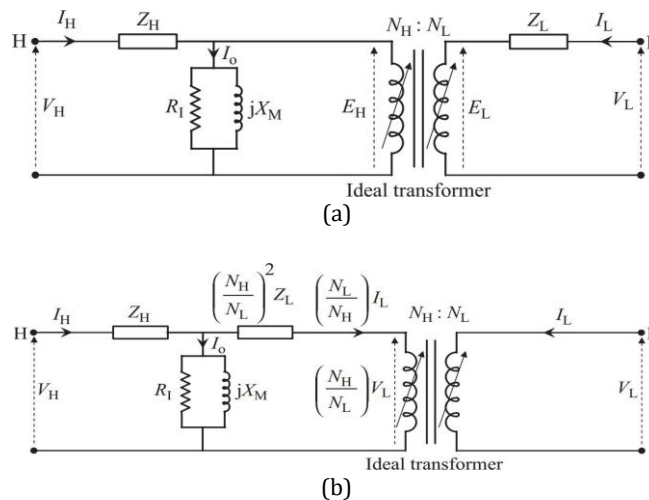 I_H Z_H N_H : N_L Z_L I_L
H
I_o
V_H R_I jX_M E_H E_L V_L
Ideal transformer
(a)
(N_H/N_L)^2 Z_L (N_L/N_H) I_L
I_H Z_H N_H : N_L I_L
H
I_o
V_H R_I jX_M (N_H/N_L) V_L V_L
Ideal transformer
(b)